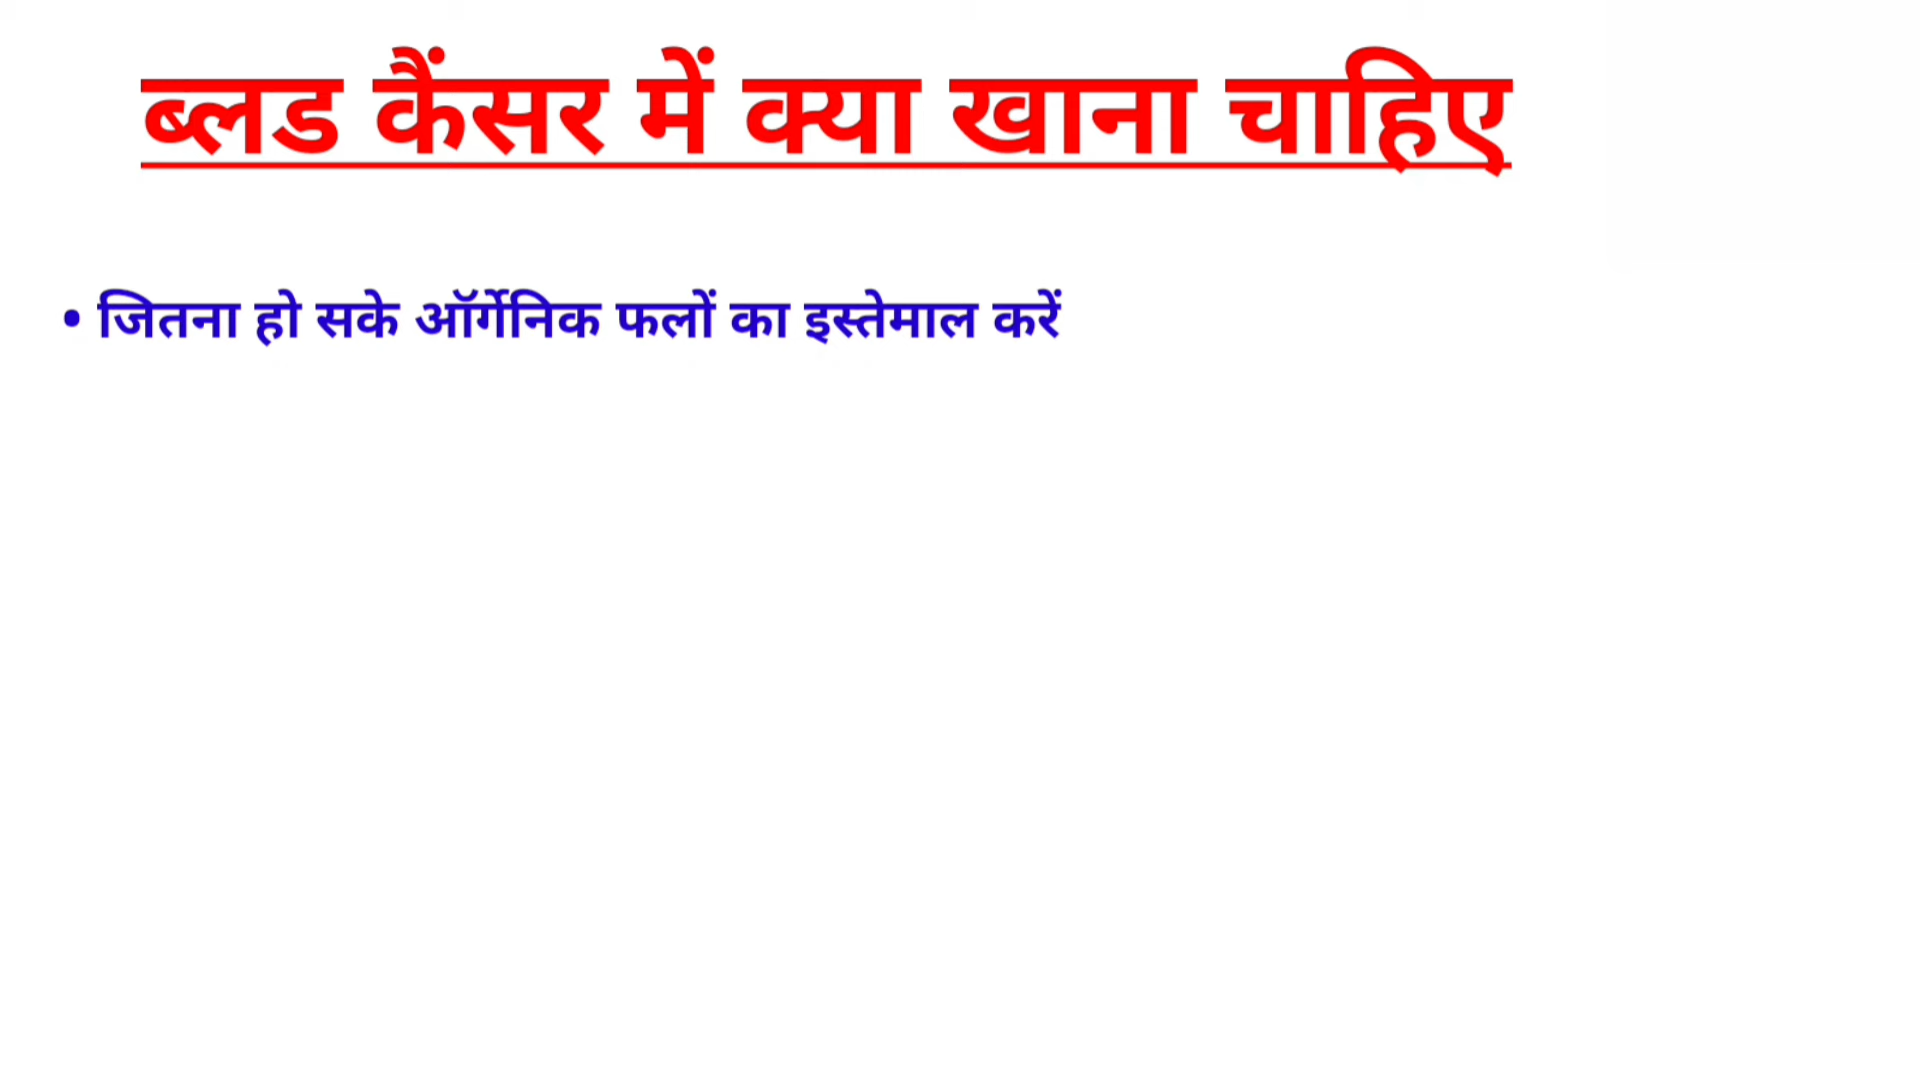 ब्लड कैंसर में क्या खाना चाहिए
• जितना हो सके ऑर्गेनिक फलों का इस्तेमाल करें